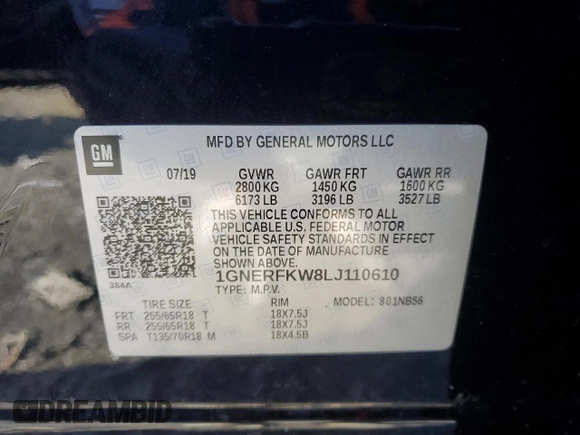 GM
MFD BY GENERAL MOTORS LLC
07/19 GVWR GAWR FRT GAWR RR
2800 KG 1450 KG 1600 KG
6173 LB 3196 LB 3527 LB
THIS VEHICLE CONFORMS TO ALL
APPLICABLE U.S. FEDERAL MOTOR
VEHICLE SAFETY STANDARDS IN EFFECT
ON THE DATE OF MANUFACTURE
SHOWN ABOVE.
384A
1GNERFKW8LJ110610
TYPE: M.P.V.
TIRE SIZE RIM MODEL: 801NB56
FRT 255/65R18 T 18X7.5J
RR 255/65R18 T 18X7.5J
SPA T135/70R18 M 18X4.5B
DREAMBID